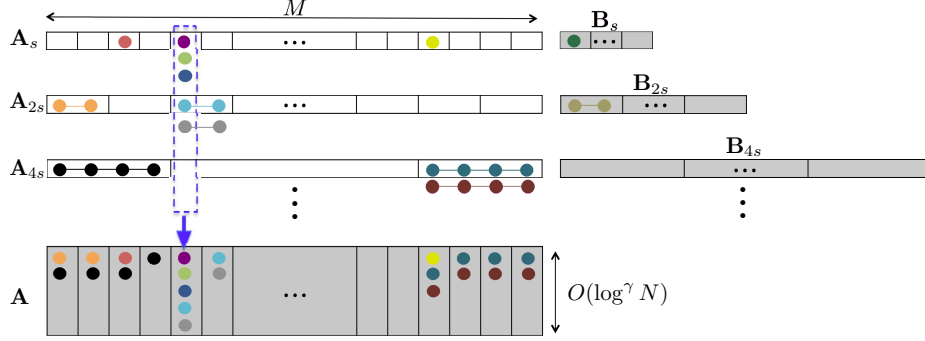 M
A_s
B_s
...
...
A_{2s}
B_{2s}
...
...
A_{4s}
B_{4s}
...
⋮
⋮
A
...
O(log^γ N)